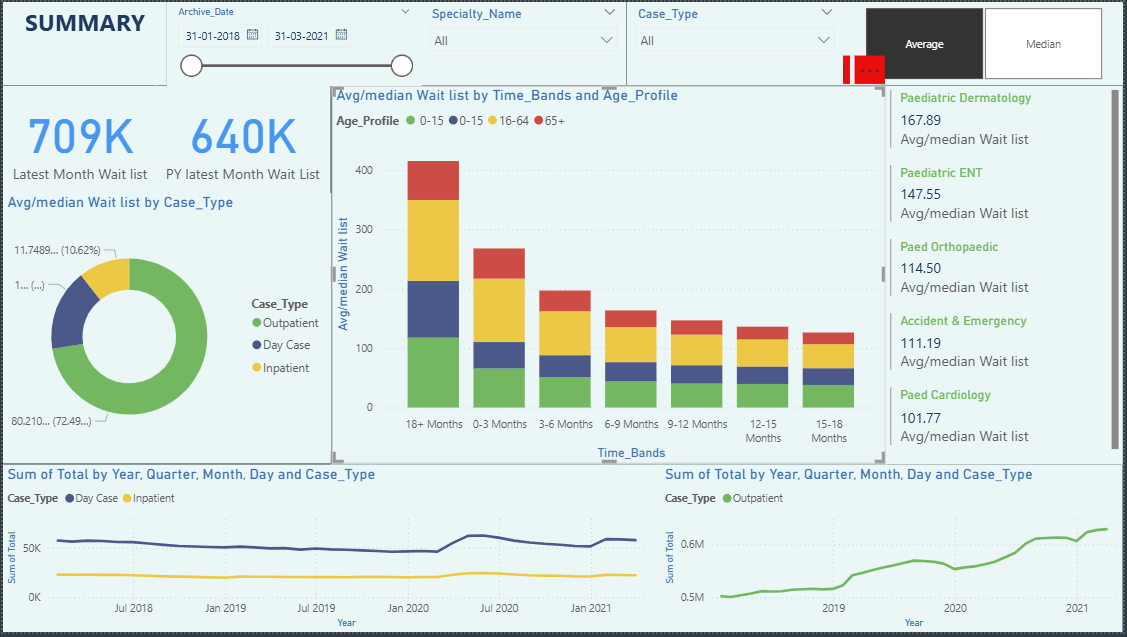 SUMMARY
Archive_Date
31-01-2018
31-03-2021
Specialty_Name
All
Case_Type
All
Average
Median
709K
Latest Month Wait list
640K
PY latest Month Wait List
Avg/median Wait list by Case_Type
11.7489... (10.62%)
1... (...)
80.210... (72.49...)
Case_Type
Outpatient
Day Case
Inpatient
Avg/median Wait list by Time_Bands and Age_Profile
Age_Profile 0-15 0-15 16-64 65+
Avg/median Wait list
400
300
200
100
0
18+ Months
0-3 Months
3-6 Months
6-9 Months
9-12 Months
12-15
Months
15-18
Months
Time_Bands
Paediatric Dermatology
167.89
Avg/median Wait list
Paediatric ENT
147.55
Avg/median Wait list
Paed Orthopaedic
114.50
Avg/median Wait list
Accident & Emergency
111.19
Avg/median Wait list
Paed Cardiology
101.77
Avg/median Wait list
Sum of Total by Year, Quarter, Month, Day and Case_Type
Case_Type Day Case Inpatient
Sum of Total
50K
0K
Jul 2018
Jan 2019
Jul 2019
Jan 2020
Jul 2020
Jan 2021
Year
Sum of Total by Year, Quarter, Month, Day and Case_Type
Case_Type Outpatient
Sum of Total
0.6M
0.5M
2019
2020
2021
Year